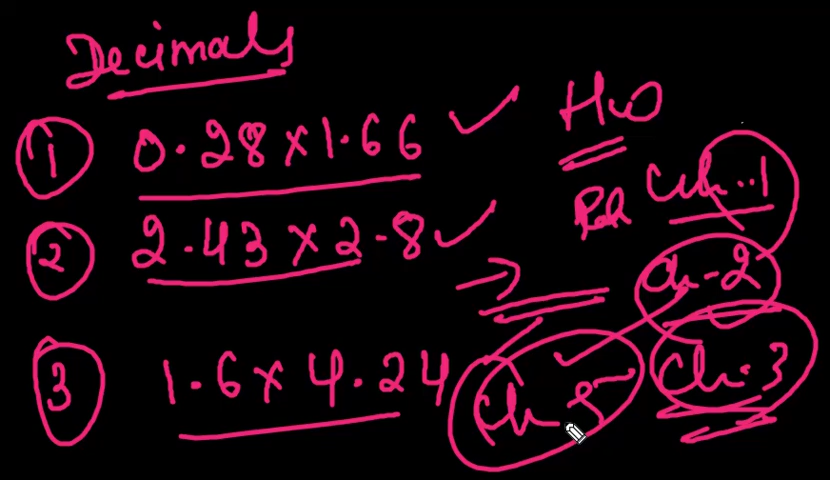 Decimals
1 0.28×1.66
2 2.43×2.8
3 1.6×4.24
HW
Ch..1
Ch-2
Ch.3
Ch-5